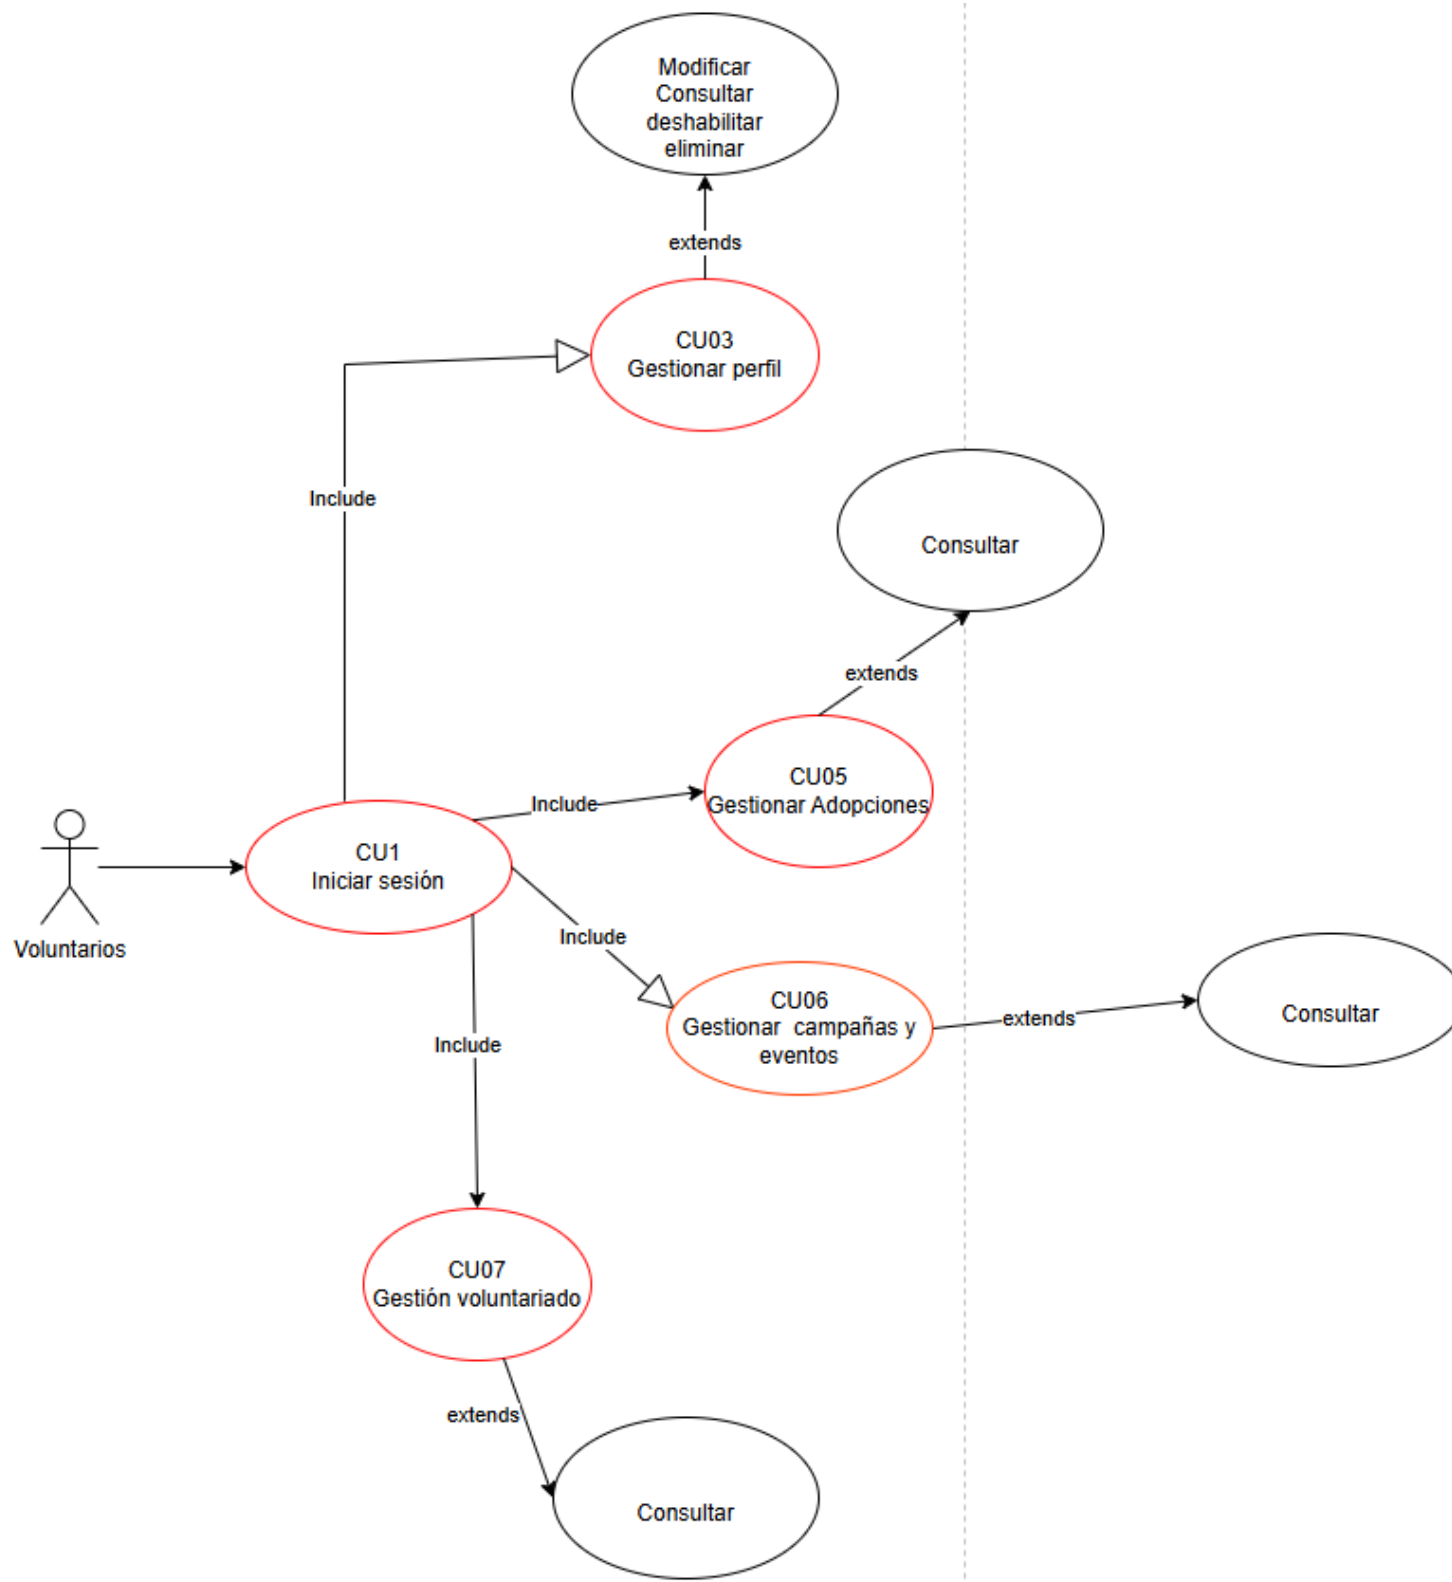 Modificar
Consultar
deshabilitar
eliminar
extends
CU03
Gestionar perfil
Include
Consultar
extends
CU05
Gestionar Adopciones
Include
CU1
Iniciar sesión
Voluntarios
Include
CU06
Gestionar  campañas y
eventos
extends
Consultar
Include
CU07
Gestión voluntariado
extends
Consultar